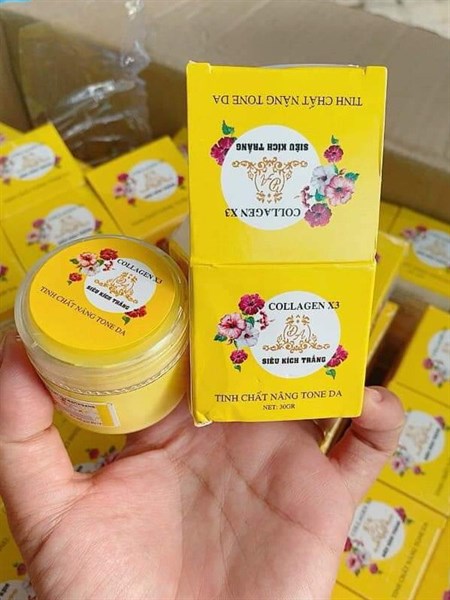 TINH CHẤT NÂNG TONE DA
SIÊU KÍCH TRẮNG
COLLAGEN X3
COLLAGEN X3
SIÊU KÍCH TRẮNG
TINH CHẤT NÂNG TONE DA
NET: 30GR
COLLAGEN X3
SIÊU KÍCH TRẮNG
TINH CHẤT NÂNG TONE DA